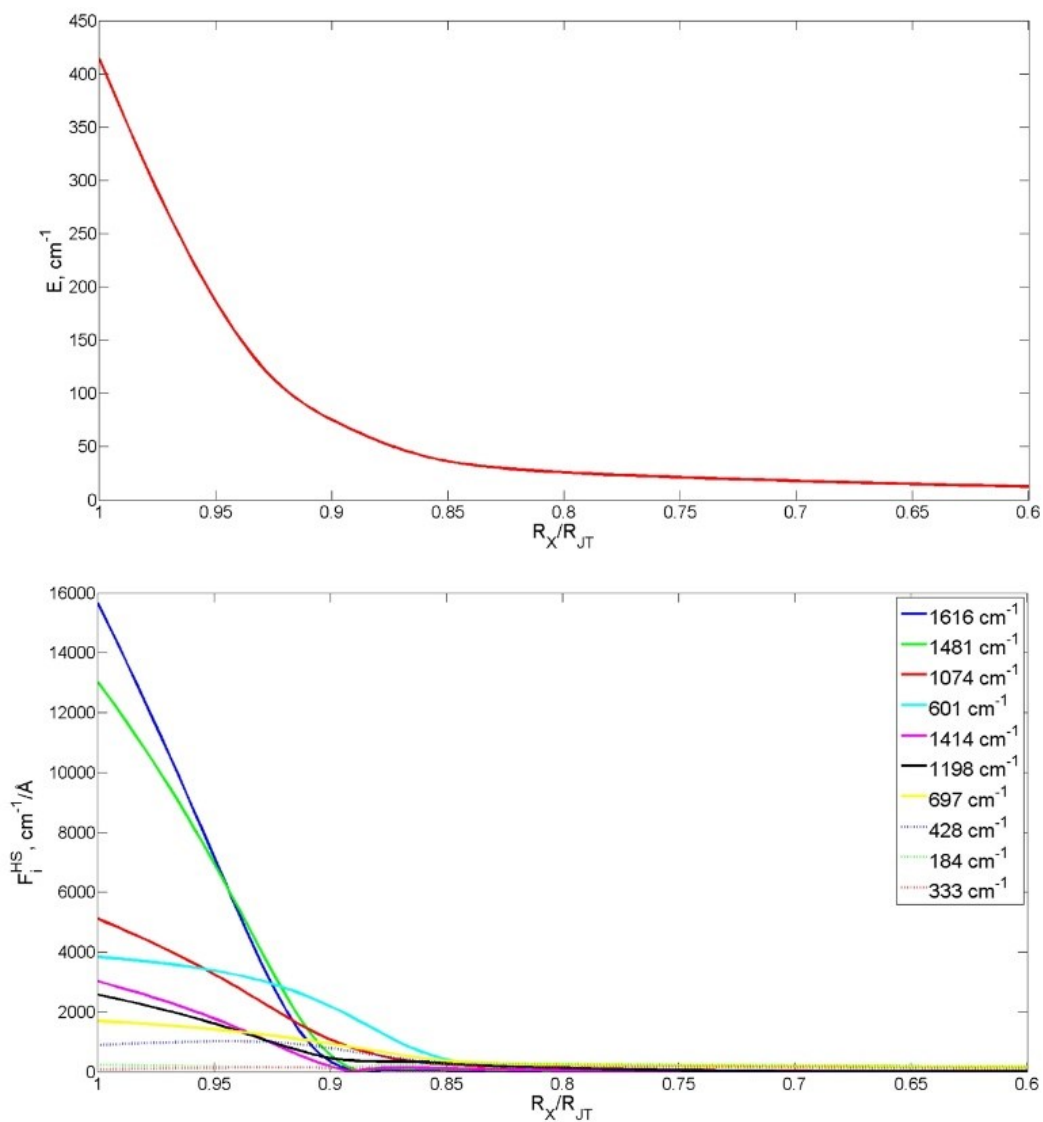 450
400
350
300
250
200
150
100
50
0
E, cm-1
1 0.95 0.9 0.85 0.8 0.75 0.7 0.65 0.6
RX/RJT
16000
14000
12000
10000
8000
6000
4000
2000
0
FiHS, cm-1/Å
1616 cm-1
1481 cm-1
1074 cm-1
601 cm-1
1414 cm-1
1198 cm-1
697 cm-1
428 cm-1
184 cm-1
333 cm-1
1 0.95 0.9 0.85 0.8 0.75 0.7 0.65 0.6
RX/RJT